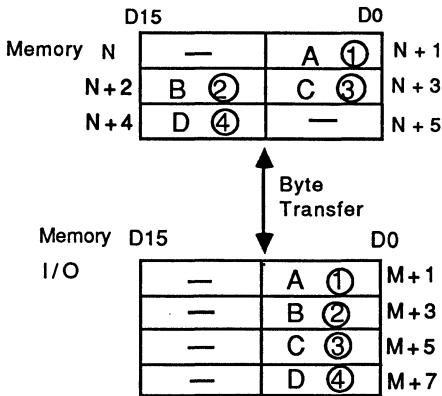 D15 D0
Memory N — A ① N + 1
N + 2 B ② C ③ N + 3
N + 4 D ④ — N + 5
Byte
Transfer
Memory D15 D0
I / O — A ① M + 1
— B ② M + 3
— C ③ M + 5
— D ④ M + 7